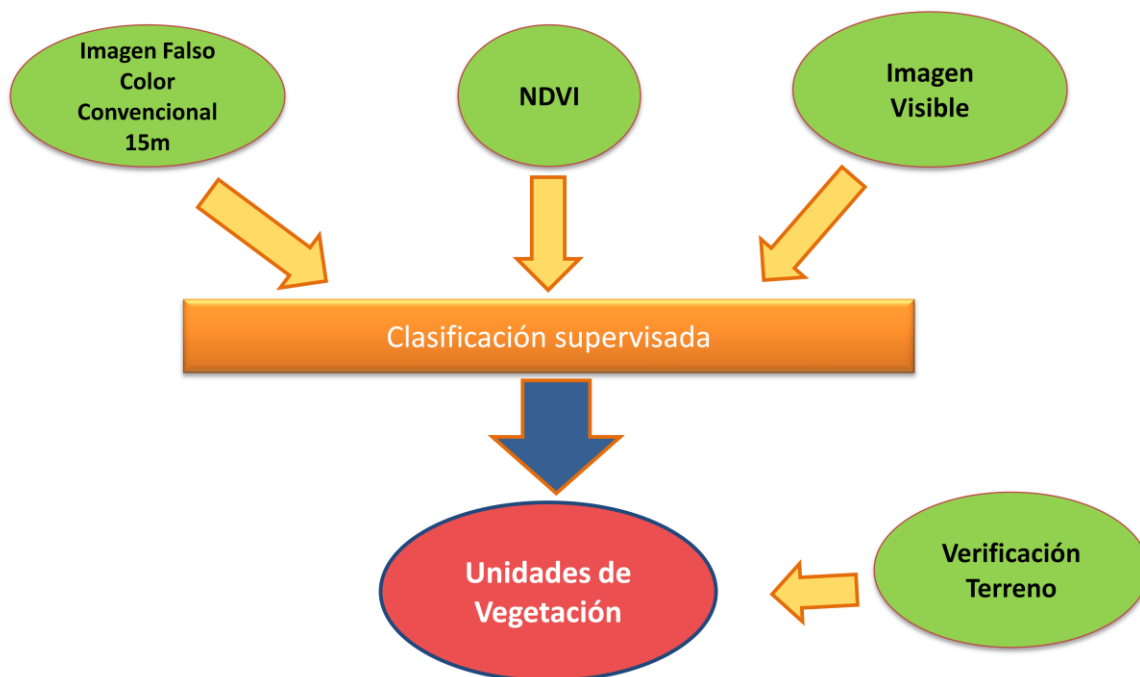 Imagen Falso
Color
Convencional
15m
NDVI
Imagen
Visible
Clasificación supervisada
Unidades de
Vegetación
Verificación
Terreno